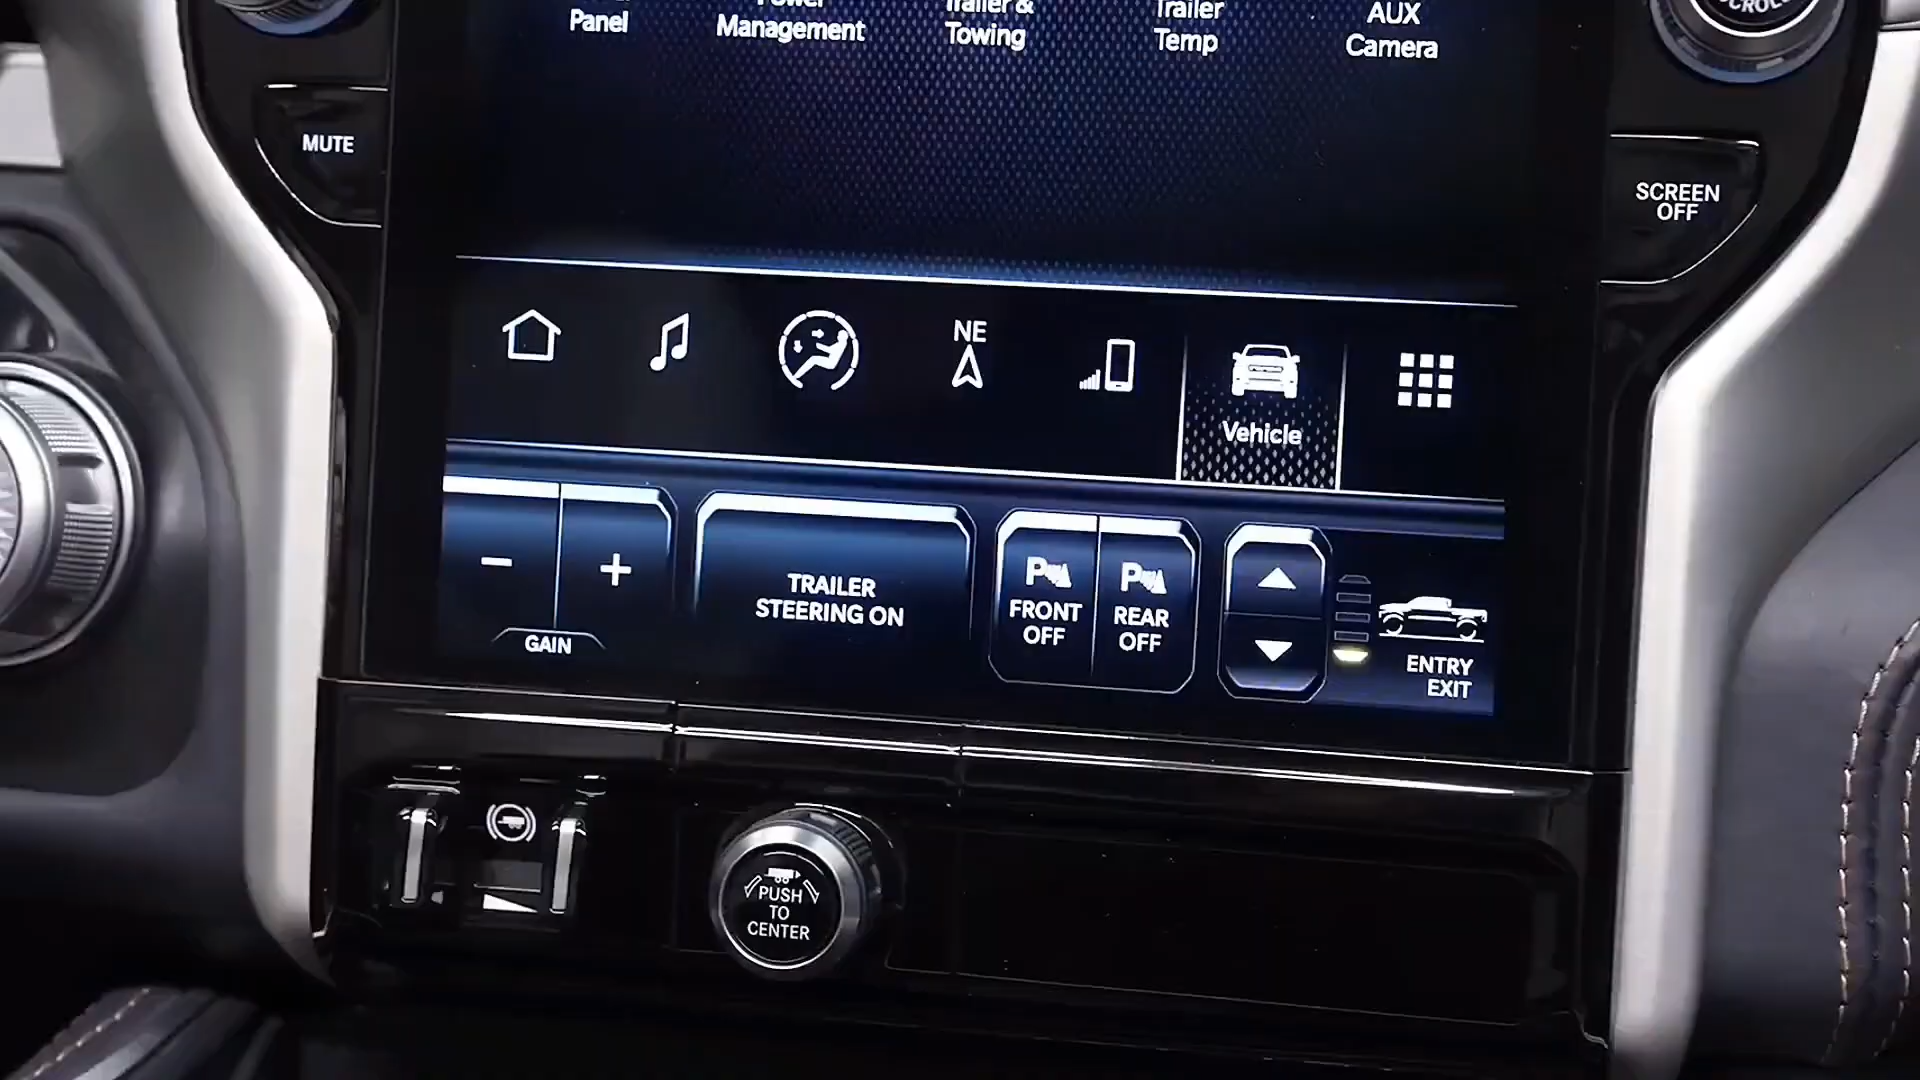 Panel
Power
Management
Trailer &
Towing
Trailer
Temp
AUX
Camera
SCROLL
MUTE
SCREEN
OFF
NE
Vehicle
−
+
GAIN
TRAILER
STEERING ON
P
FRONT
OFF
P
REAR
OFF
ENTRY
EXIT
PUSH
TO
CENTER